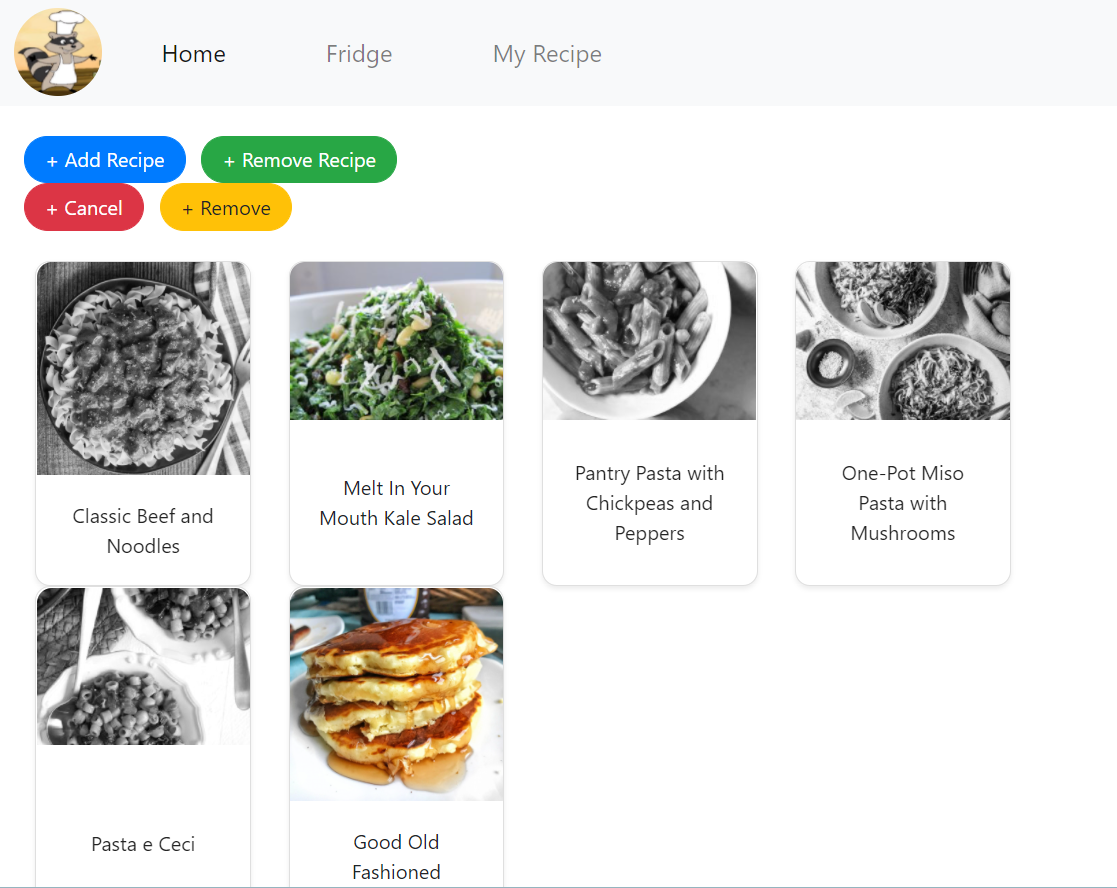 Home Fridge My Recipe
+ Add Recipe + Remove Recipe
+ Cancel + Remove
Classic Beef and
Noodles
Melt In Your
Mouth Kale Salad
Pantry Pasta with
Chickpeas and
Peppers
One-Pot Miso
Pasta with
Mushrooms
Pasta e Ceci
Good Old
Fashioned